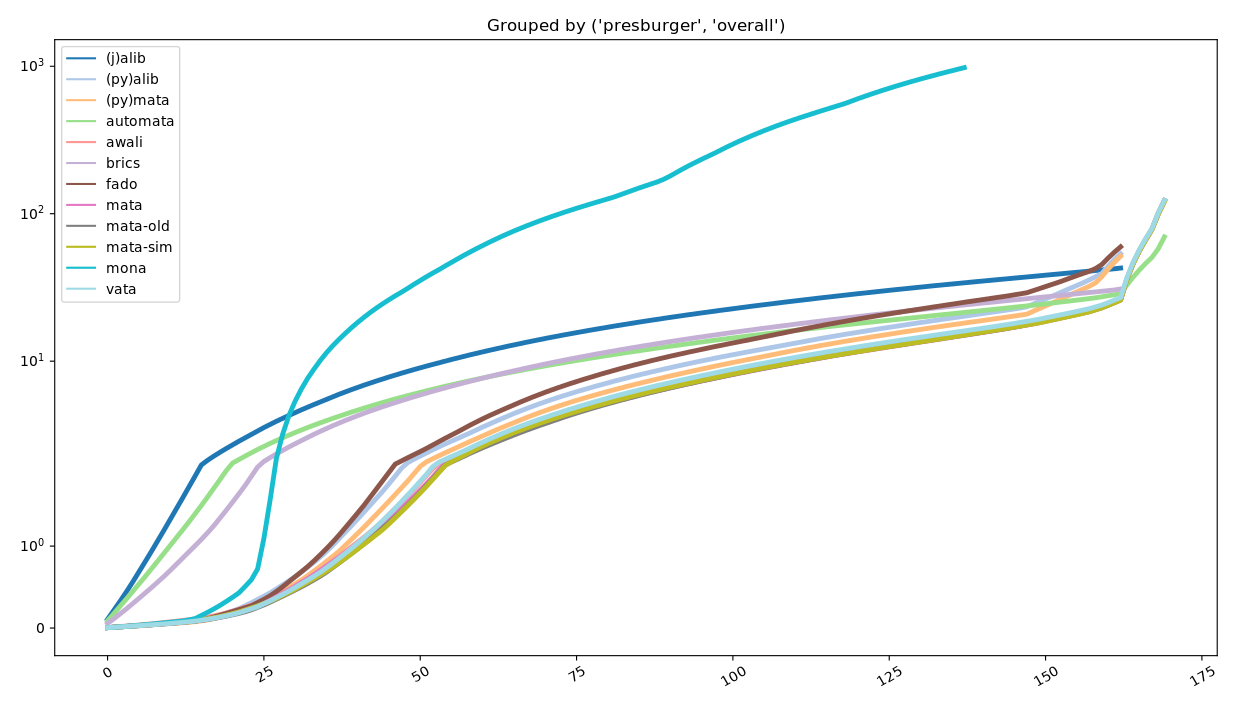 Grouped by ('presburger', 'overall')
10³
10²
10¹
10⁰
0
(j)alib
(py)alib
(py)mata
automata
awali
brics
fado
mata
mata-old
mata-sim
mona
vata
0
25
50
75
100
125
150
175